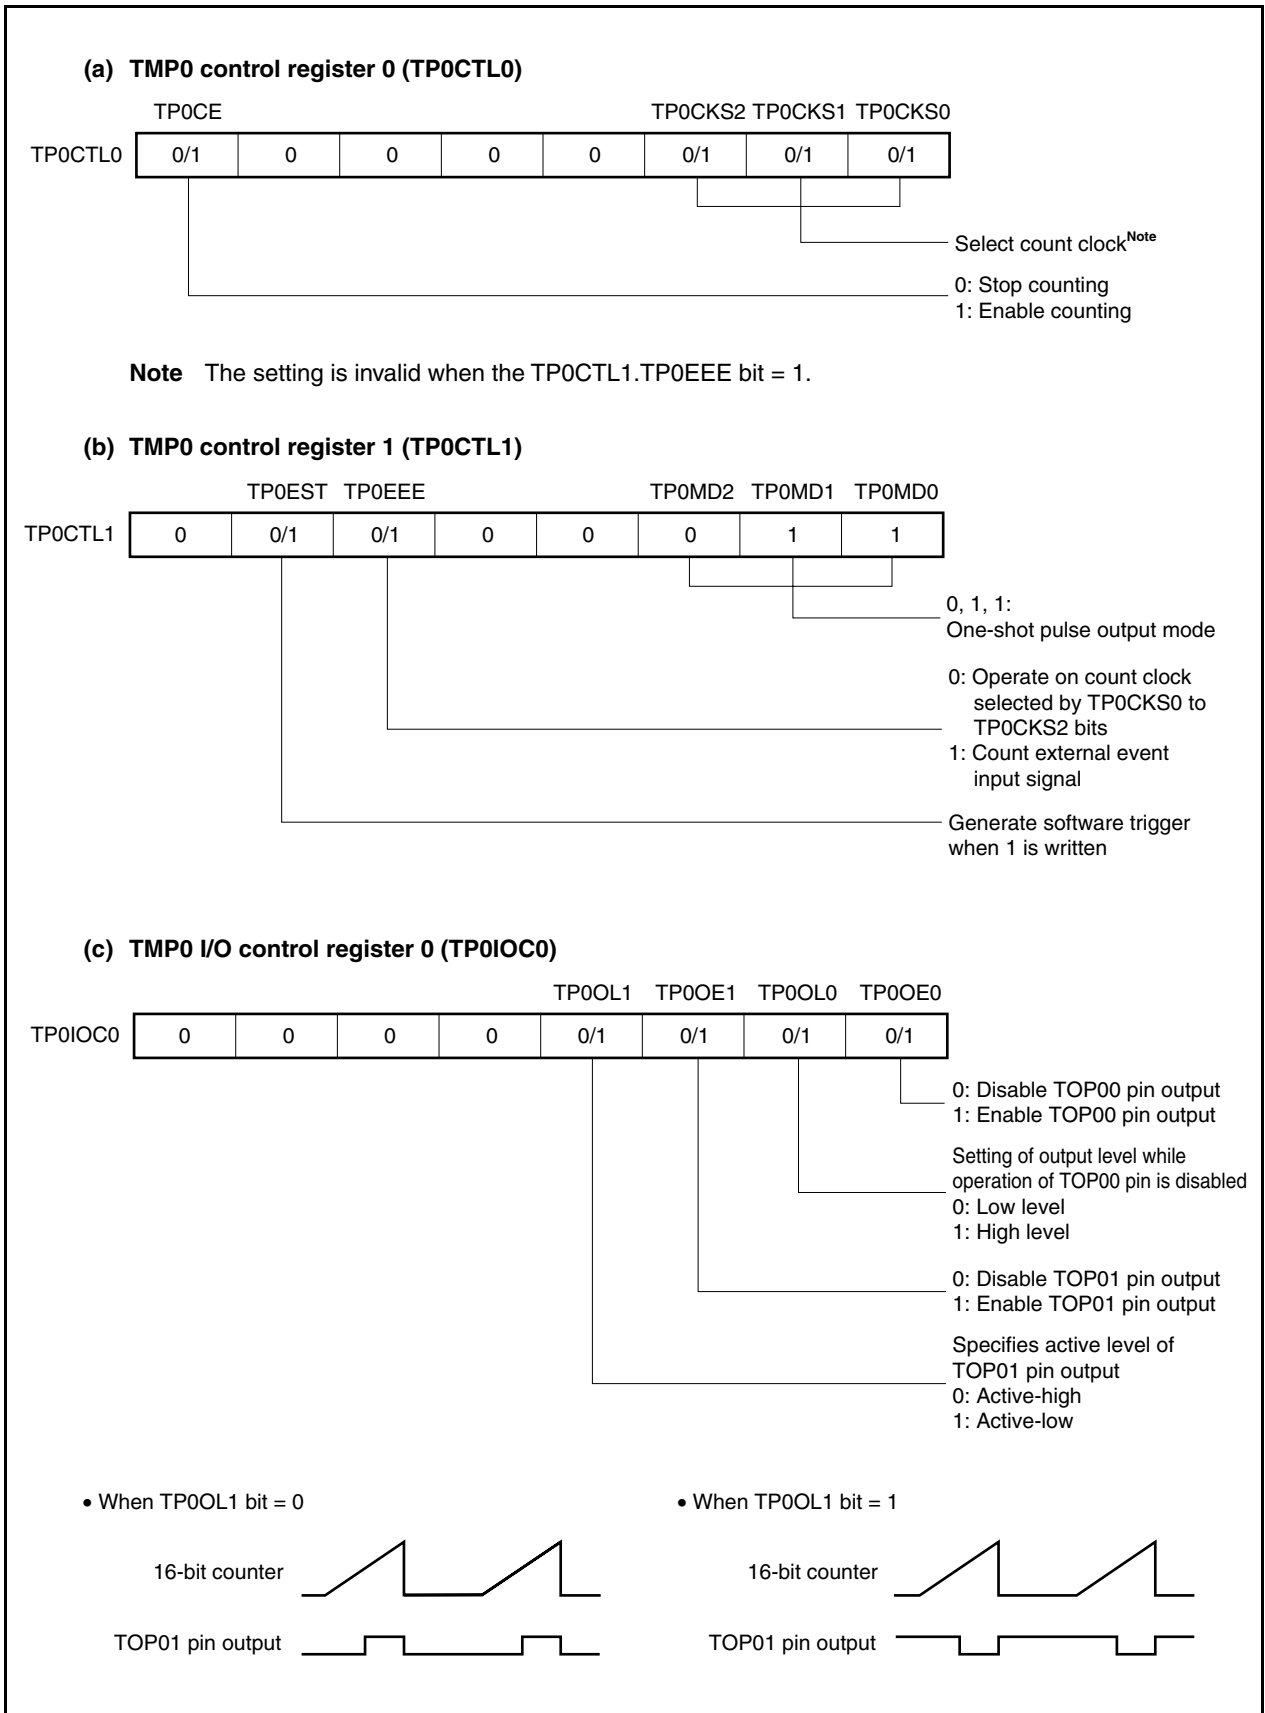 (a) TMP0 control register 0 (TP0CTL0)
TP0CE TP0CKS2 TP0CKS1 TP0CKS0
TP0CTL0 0/1 0 0 0 0 0/1 0/1 0/1
Select count clockNote
0: Stop counting
1: Enable counting
Note The setting is invalid when the TP0CTL1.TP0EEE bit = 1.
(b) TMP0 control register 1 (TP0CTL1)
TP0EST TP0EEE TP0MD2 TP0MD1 TP0MD0
TP0CTL1 0 0/1 0/1 0 0 0 1 1
0, 1, 1:
One-shot pulse output mode
0: Operate on count clock
selected by TP0CKS0 to
TP0CKS2 bits
1: Count external event
input signal
Generate software trigger
when 1 is written
(c) TMP0 I/O control register 0 (TP0IOC0)
TP0OL1 TP0OE1 TP0OL0 TP0OE0
TP0IOC0 0 0 0 0 0/1 0/1 0/1 0/1
0: Disable TOP00 pin output
1: Enable TOP00 pin output
Setting of output level while
operation of TOP00 pin is disabled
0: Low level
1: High level
0: Disable TOP01 pin output
1: Enable TOP01 pin output
Specifies active level of
TOP01 pin output
0: Active-high
1: Active-low
• When TP0OL1 bit = 0
16-bit counter
TOP01 pin output
• When TP0OL1 bit = 1
16-bit counter
TOP01 pin output